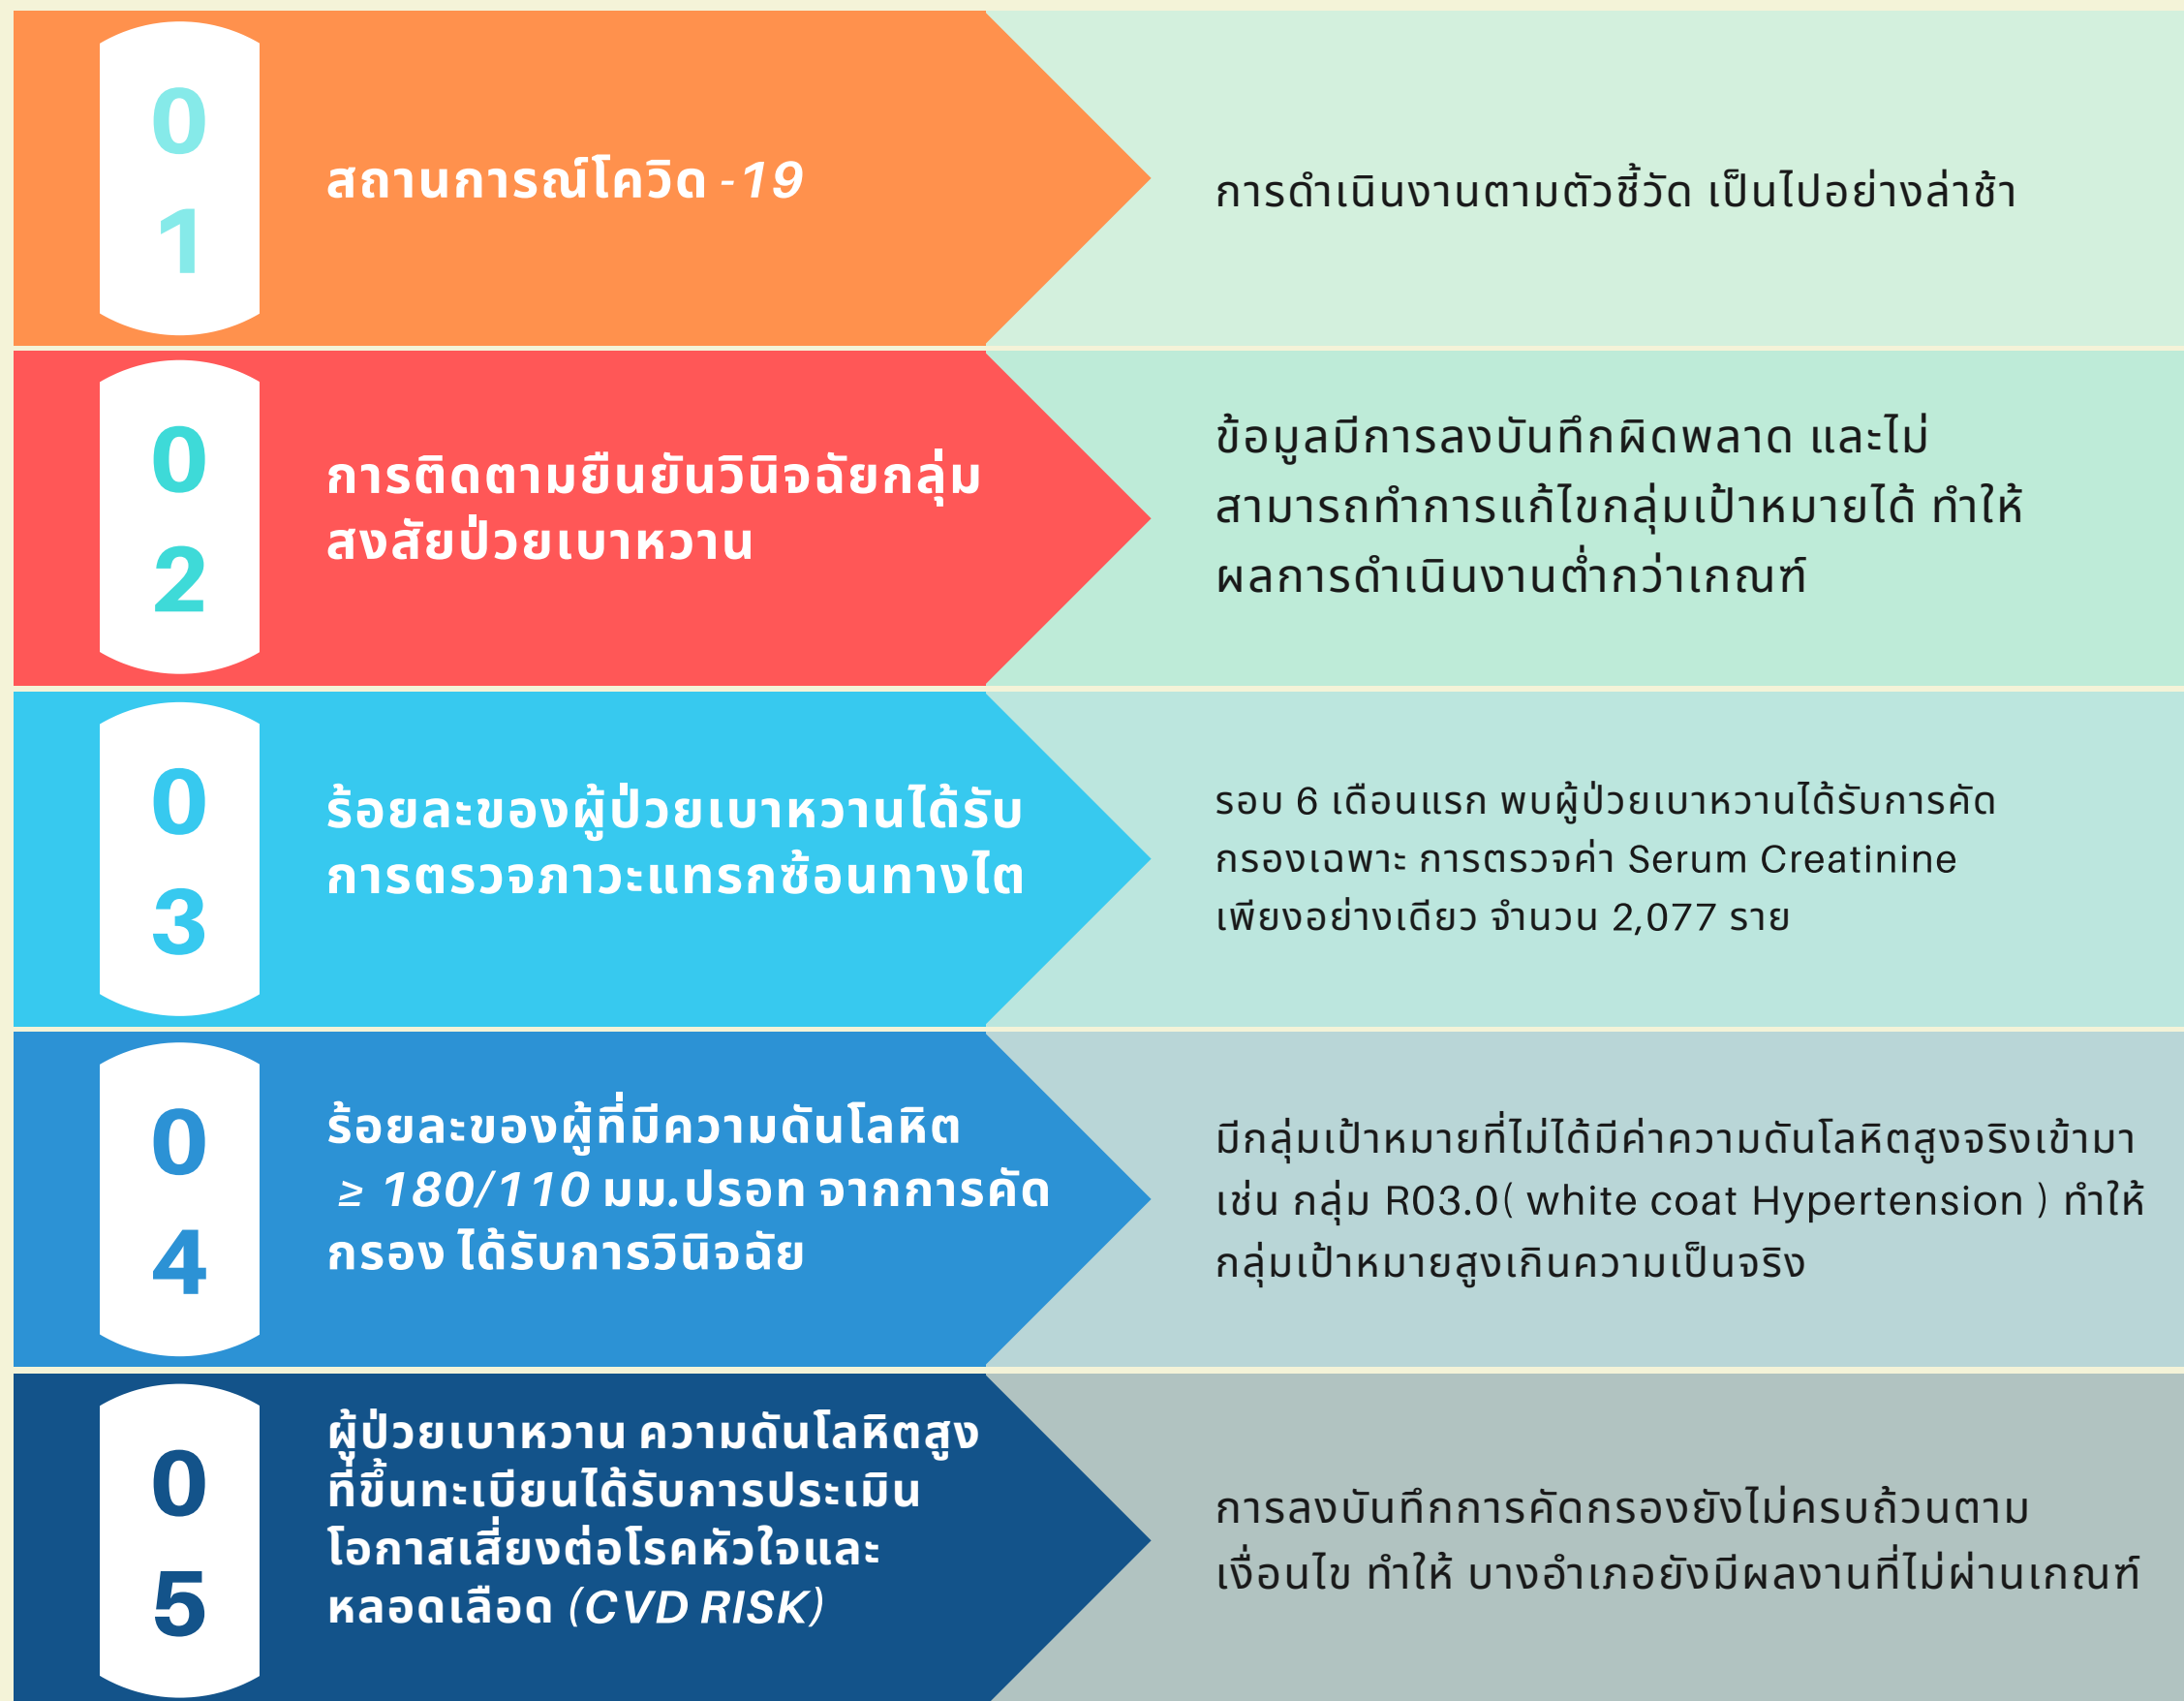 01
สถานการณ์โควิด -19
การดำเนินงานตามตัวชี้วัด เป็นไปอย่างล่าช้า
02
การติดตามยืนยันวินิจฉัยกลุ่ม
สงสัยป่วยเบาหวาน
ข้อมูลมีการลงบันทึกผิดพลาด และไม่
สามารถทำการแก้ไขกลุ่มเป้าหมายได้ ทำให้
ผลการดำเนินงานต่ำกว่าเกณฑ์
03
ร้อยละของผู้ป่วยเบาหวานได้รับ
การตรวจภาวะแทรกซ้อนทางไต
รอบ 6 เดือนแรก พบผู้ป่วยเบาหวานได้รับการคัด
กรองเฉพาะ การตรวจค่า Serum Creatinine
เพียงอย่างเดียว จำนวน 2,077 ราย
04
ร้อยละของผู้ที่มีความดันโลหิต
≥ 180/110 มม.ปรอท จากการคัด
กรอง ได้รับการวินิจฉัย
มีกลุ่มเป้าหมายที่ไม่ได้มีค่าความดันโลหิตสูงจริงเข้ามา
เช่น กลุ่ม R03.0( white coat Hypertension ) ทำให้
กลุ่มเป้าหมายสูงเกินความเป็นจริง
05
ผู้ป่วยเบาหวาน ความดันโลหิตสูง
ที่ขึ้นทะเบียนได้รับการประเมิน
โอกาสเสี่ยงต่อโรคหัวใจและ
หลอดเลือด (CVD RISK)
การลงบันทึกการคัดกรองยังไม่ครบถ้วนตาม
เงื่อนไข ทำให้ บางอำเภอยังมีผลงานที่ไม่ผ่านเกณฑ์